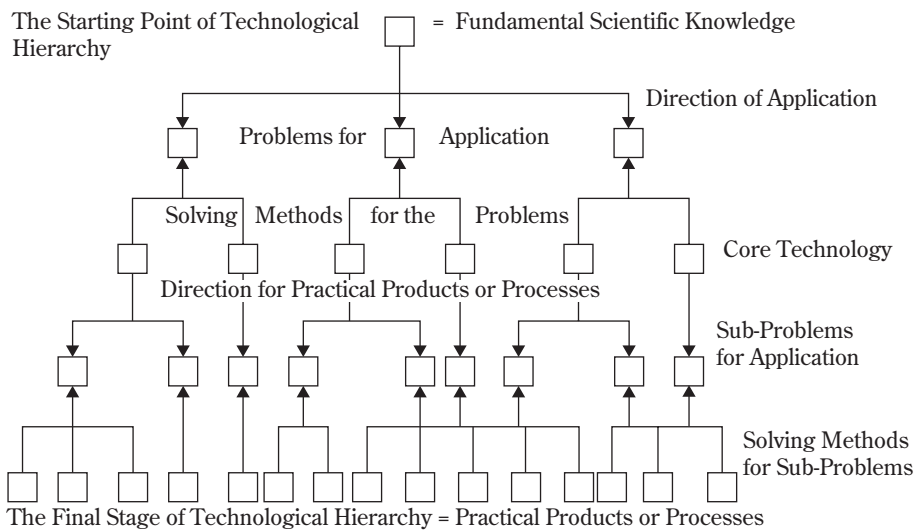 The Starting Point of Technological = Fundamental Scientific Knowledge
Hierarchy
Direction of Application
Problems for Application
Solving Methods for the Problems
Core Technology
Direction for Practical Products or Processes
Sub-Problems
for Application
Solving Methods
for Sub-Problems
The Final Stage of Technological Hierarchy = Practical Products or Processes